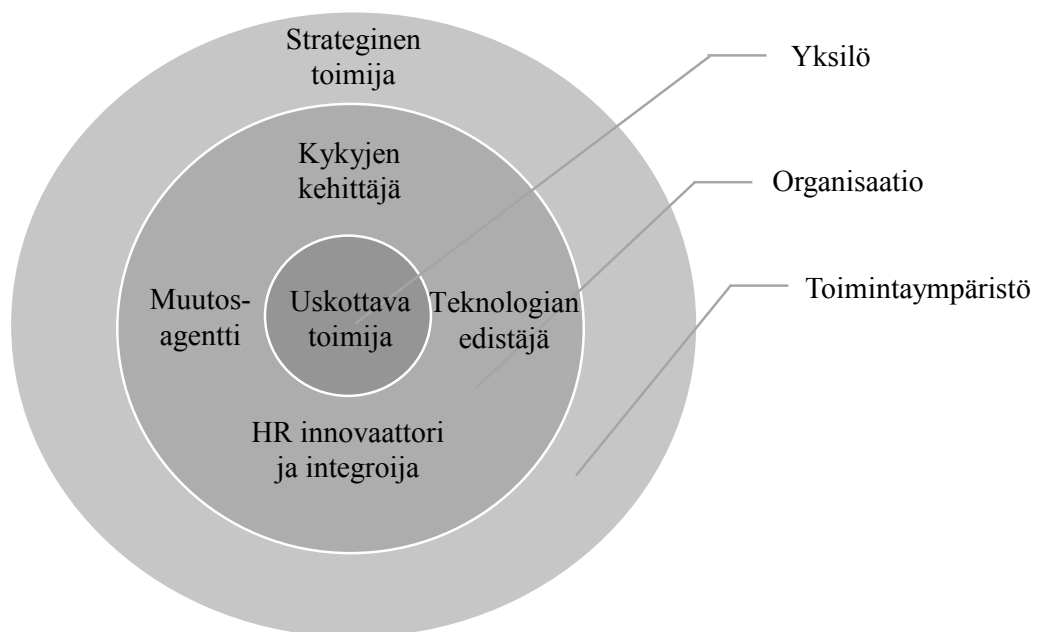 Strateginen
toimija
Yksilö
Kykyjen
kehittäjä
Organisaatio
Muutos-
agentti
Uskottava
toimija
Teknologian
edistäjä
Toimintaympäristö
HR innovaattori
ja integroija